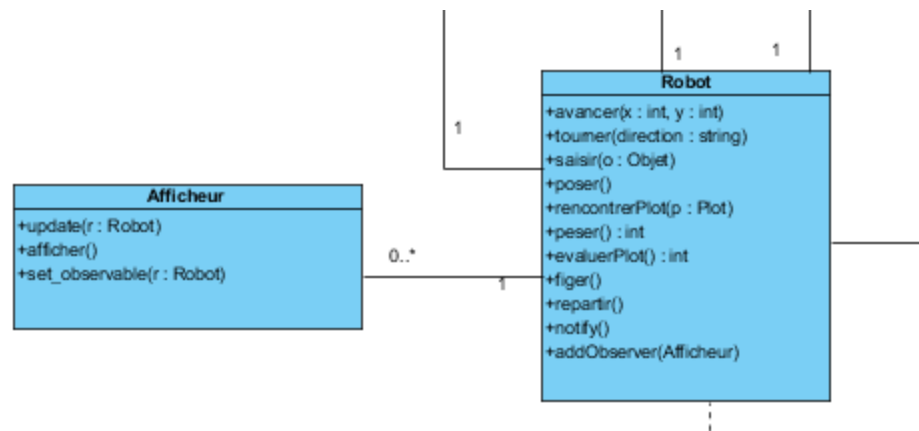 1
1
1
Robot
+avancer(x : int, y : int)
+tourner(direction : string)
+saisir(o : Objet)
+poser()
+rencontrerPlot(p : Plot)
+peser() : int
+evaluerPlot() : int
+figer()
+repartir()
+notify()
+addObserver(Afficheur)
Afficheur
+update(r : Robot)
+afficher()
+set_observable(r : Robot)
0..*
1